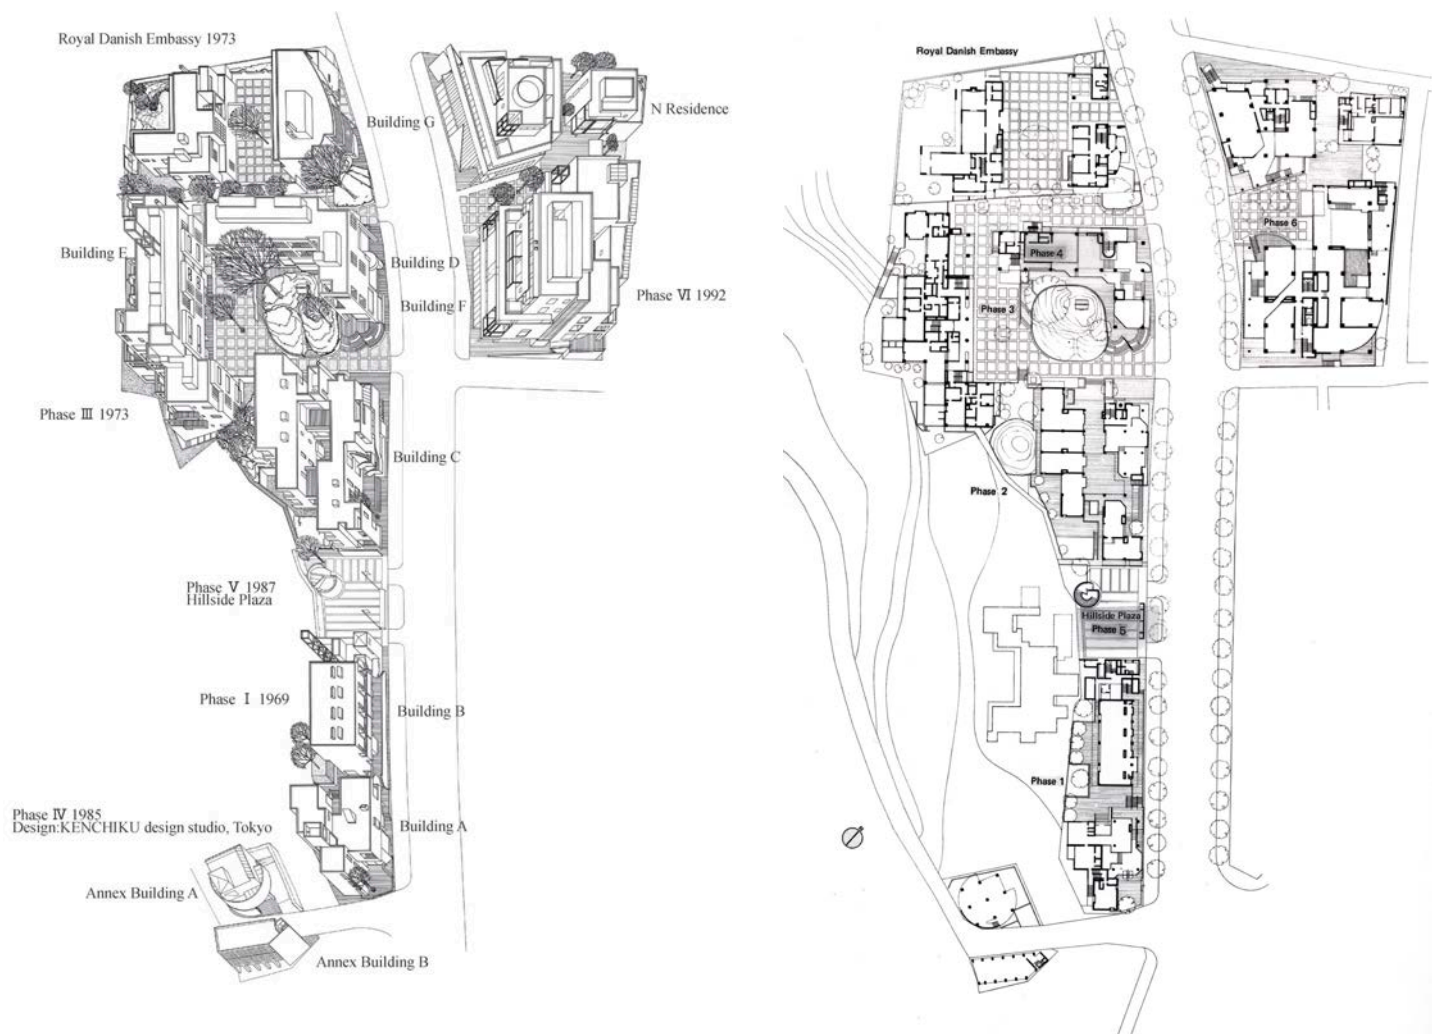 Royal Danish Embassy 1973
Building G
N Residence
Building E
Building D
Building F
Phase Ⅵ 1992
Phase Ⅲ 1973
Building C
Phase Ⅴ 1987
Hillside Plaza
Phase Ⅰ 1969
Building B
Phase Ⅳ 1985
Design:KENCHIKU design studio, Tokyo
Building A
Annex Building A
Annex Building B
Royal Danish Embassy
Phase 6
Phase 4
Phase 3
Phase 2
Hillside Plaza
Phase 5
Phase 1